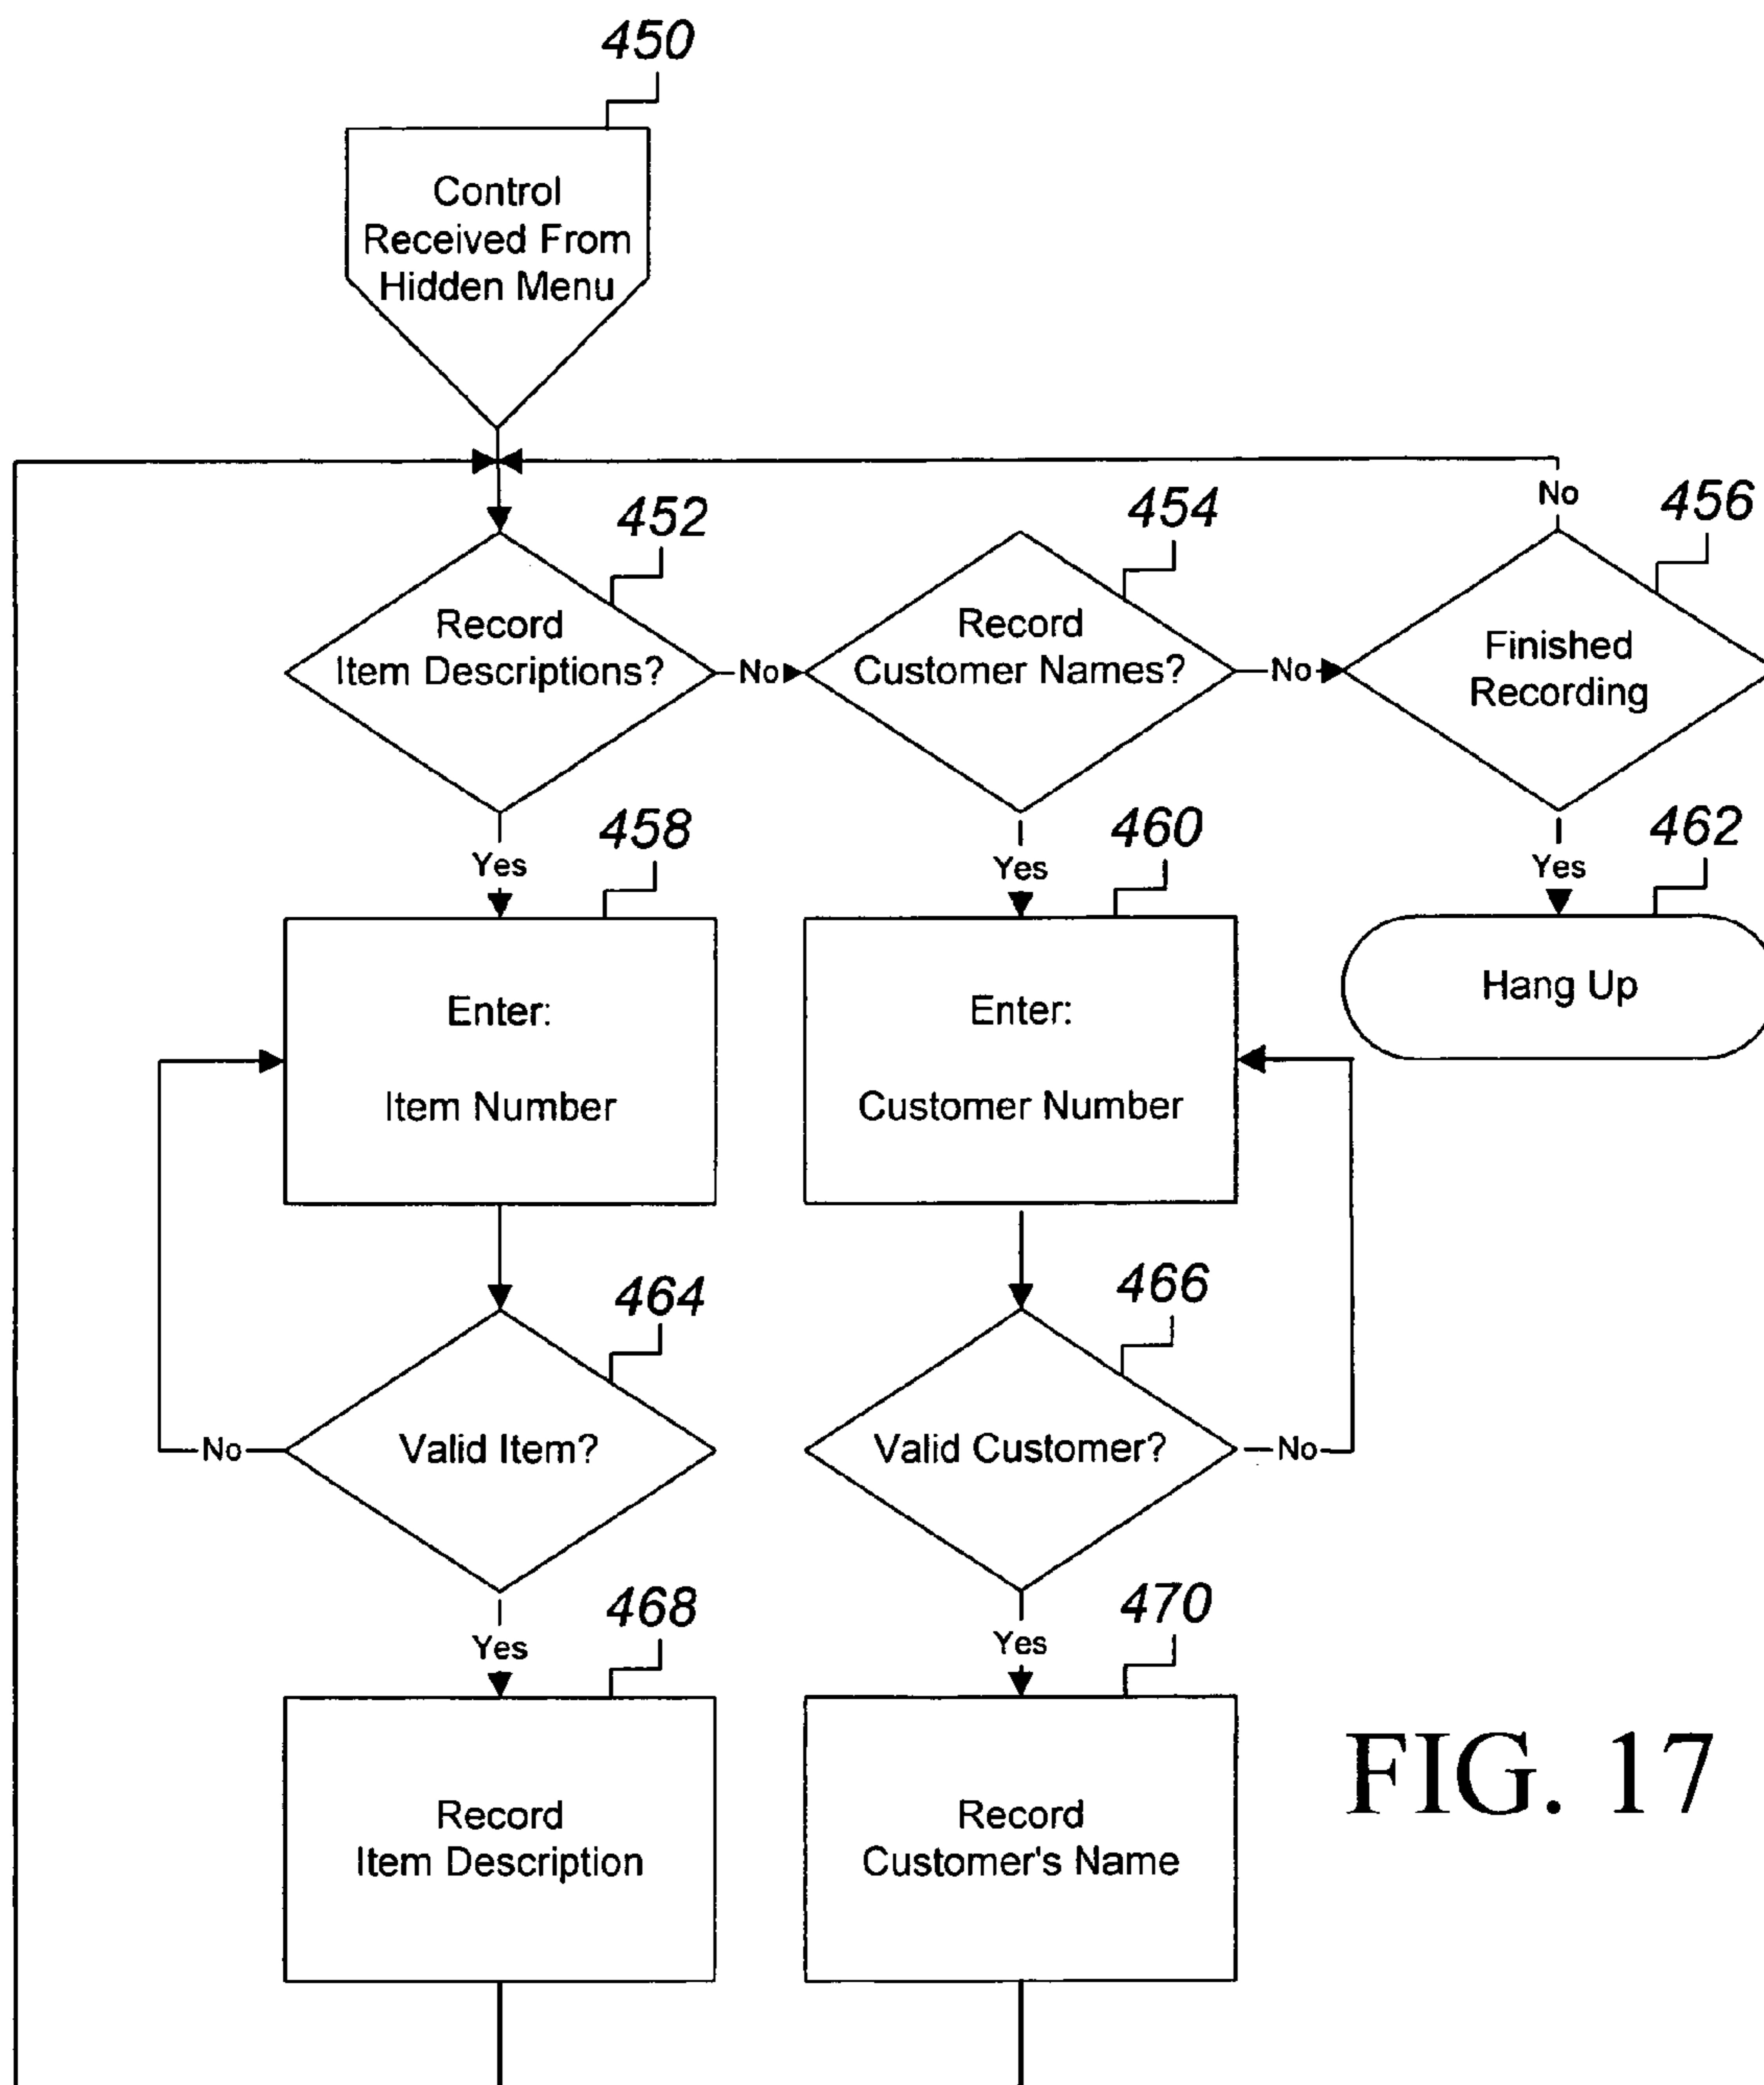 450
Control
Received From
Hidden Menu
No
452
454
456
Record
Item Descriptions?
No
Record
Customer Names?
No
Finished
Recording
Yes
458
Yes
460
Yes
462
Enter:
Item Number
Enter:
Customer Number
Hang Up
464
466
No
Valid Item?
Valid Customer?
No
Yes
468
Yes
470
Record
Item Description
Record
Customer's Name
FIG. 17